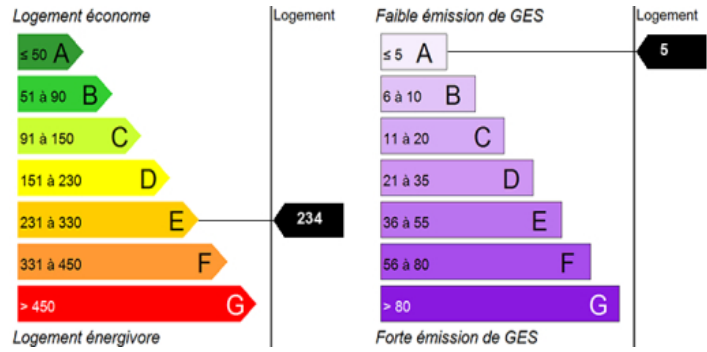 Logement économe
Logement
≤ 50 A
51 à 90 B
91 à 150 C
151 à 230 D
231 à 330 E
234
331 à 450 F
> 450 G
Logement énergivore
Faible émission de GES
Logement
≤ 5 A
5
6 à 10 B
11 à 20 C
21 à 35 D
36 à 55 E
56 à 80 F
> 80 G
Forte émission de GES